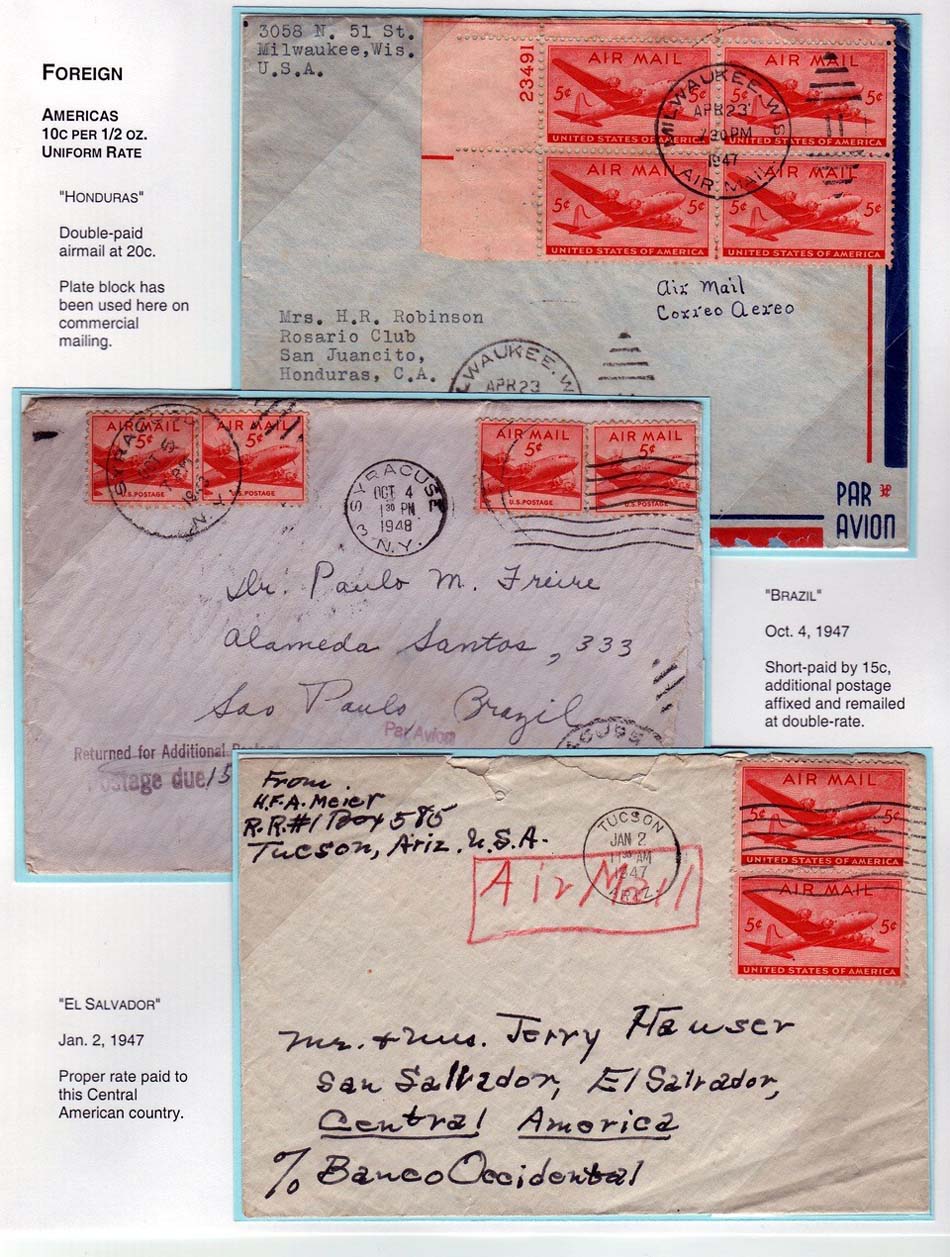 FOREIGN
AMERICAS
10C PER 1/2 OZ.
UNIFORM RATE
"HONDURAS"
Double-paid
airmail at 20c.
Plate block has
been used here on
commercial
mailing.
3058 N. 51 St.
Milwaukee,Wis.
U.S.A.
23491
AIR MAIL
5¢
UNITED STATES OF AMERICA
AIR MAIL
5¢ 5¢
UNITED STATES OF AMERICA
AIR MAIL
5¢ 5¢
UNITED STATES OF AMERICA
AIR MAIL
5¢ 5¢
UNITED STATES OF AMERICA
MILWAUKEE, WIS
APR 23
7 30 PM
1947
AIR MAIL
Air Mail
Correo Aereo
Mrs. H.R. Robinson
Rosario Club
San Juancito,
Honduras, C.A.
MILWAUKEE, W
APR 23
PAR
AVION
AIR MAIL
5¢
U.S. POSTAGE
AIR MAIL
5¢
U.S. POSTAGE
SYRAC
N.Y.
SYRACUSE
OCT 4
1 30 PM
1948
3 N.Y.
AIR MAIL
5¢
U.S. POSTAGE
AIR MAIL
5¢
U.S. POSTAGE
Dr. Paulo M. Freire
Alameda Santos, 333
Sao Paulo Brazil
Par Avion
Returned for Additional Postage
Postage due 15
"BRAZIL"
Oct. 4, 1947
Short-paid by 15c,
additional postage
affixed and remailed
at double-rate.
From
H.F.A. Meier
R.R.#1 Box 585
Tucson, Ariz. U.S.A.
TUCSON
JAN 2
11 30 AM
1947
ARIZ.
Air Mail
AIR MAIL
5¢ 5¢
UNITED STATES OF AMERICA
AIR MAIL
5¢ 5¢
UNITED STATES OF AMERICA
Mr. & Mrs. Jerry Hauser
San Salvador, El Salvador,
Central America
% Banco Occidental
"EL SALVADOR"
Jan. 2, 1947
Proper rate paid to
this Central
American country.